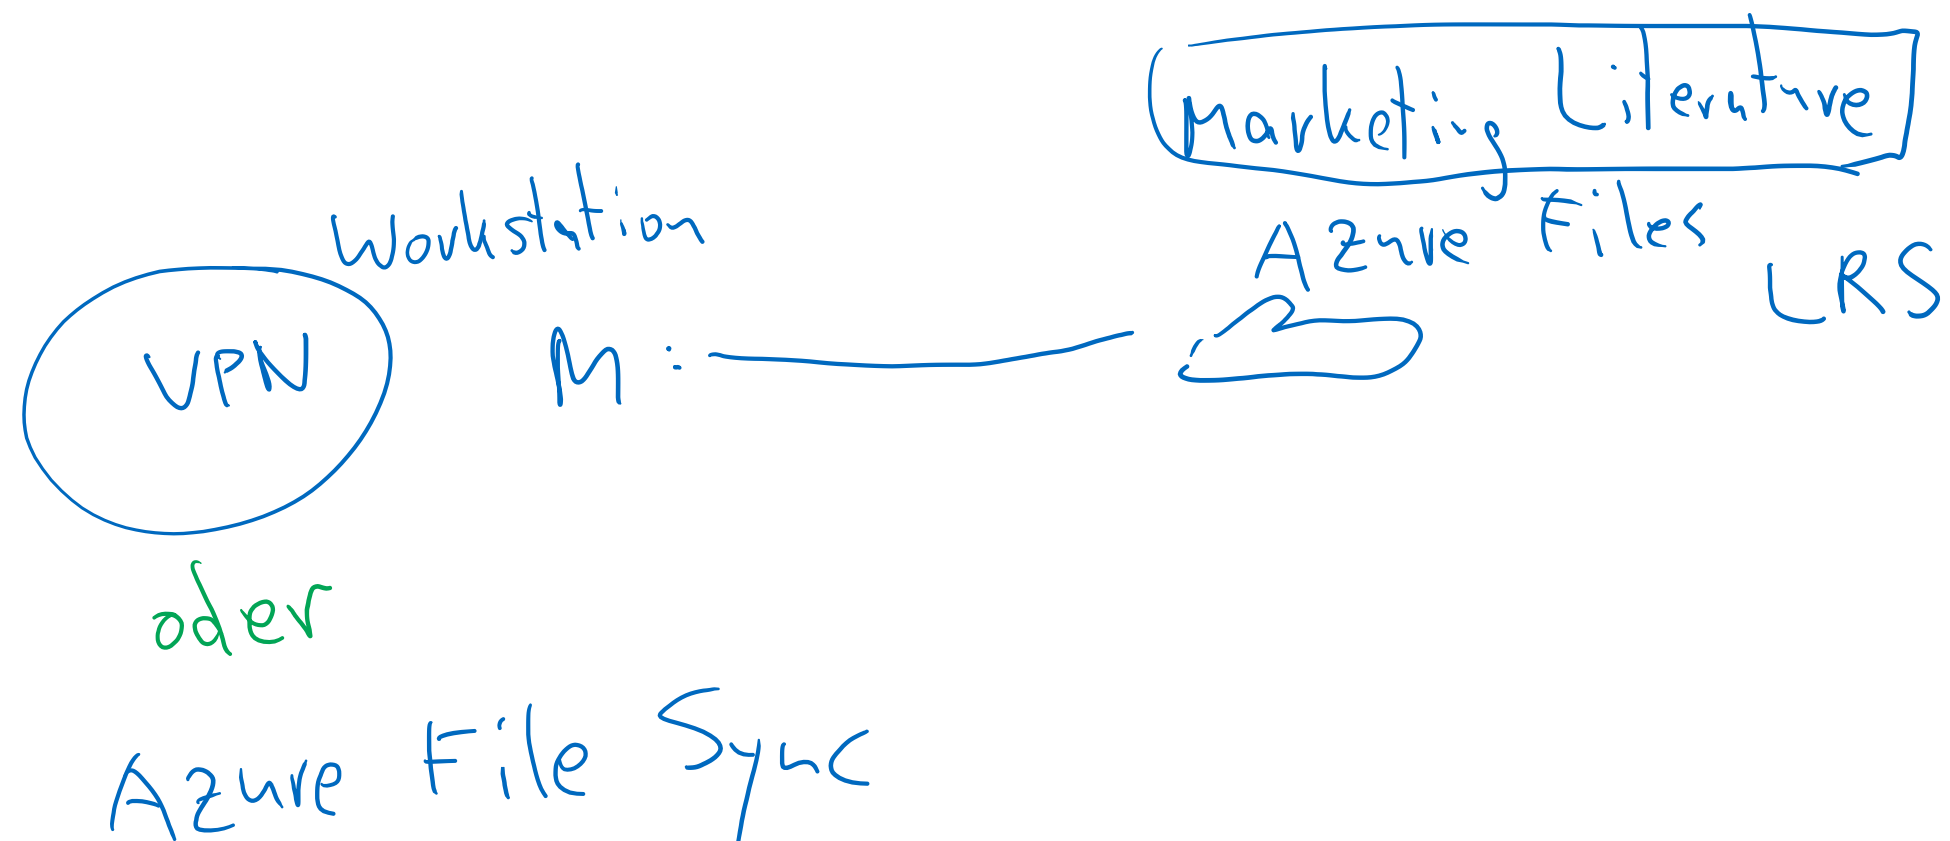 Marketing Literature
Workstation
Azure Files
LRS
VPN
M:
oder
Azure File Sync